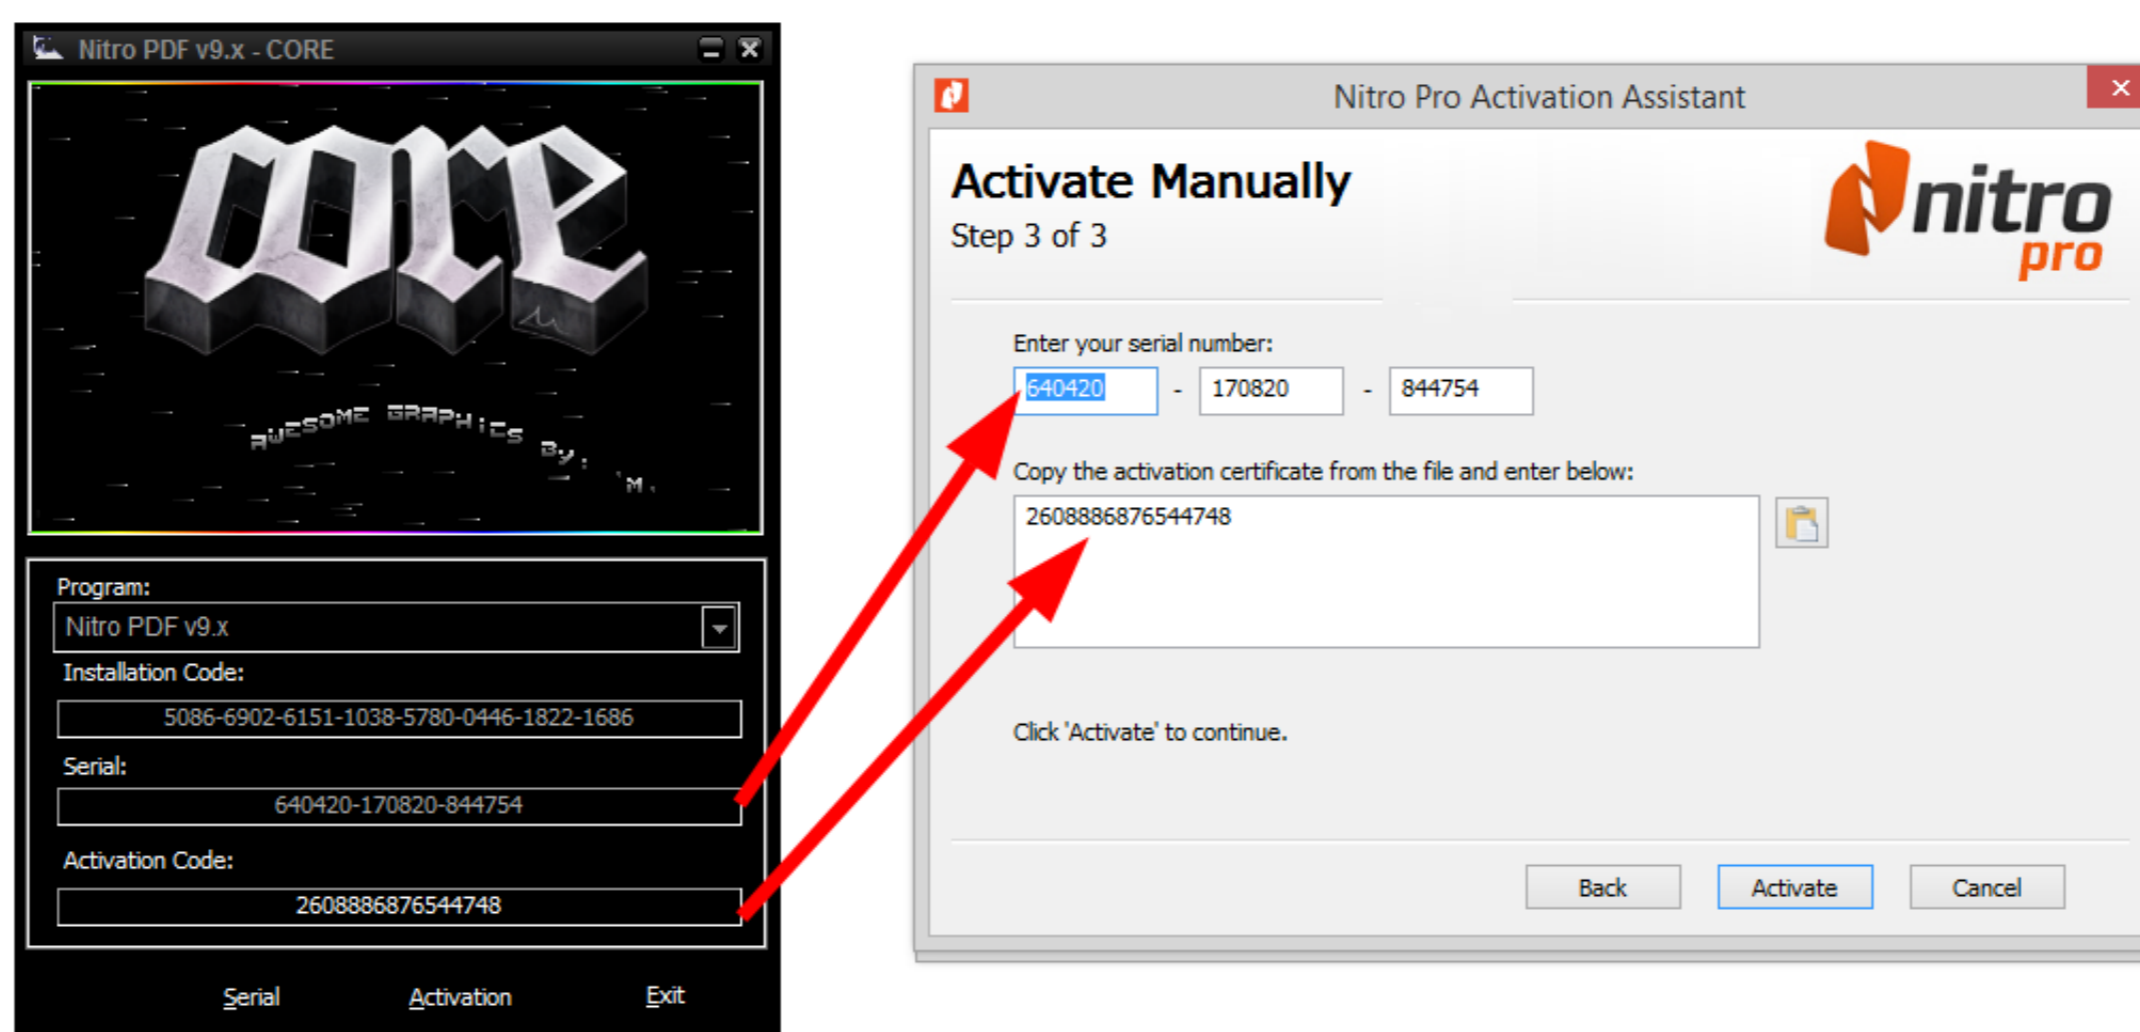 Nitro PDF v9.x - CORE
core
AWESOME GRAPHICS By: 'M.
Program:
Nitro PDF v9.x
Installation Code:
5086-6902-6151-1038-5780-0446-1822-1686
Serial:
640420-170820-844754
Activation Code:
2608886876544748
Serial Activation Exit
Nitro Pro Activation Assistant
Activate Manually
Step 3 of 3
nitro
pro
Enter your serial number:
640420 - 170820 - 844754
Copy the activation certificate from the file and enter below:
2608886876544748
Click 'Activate' to continue.
Back Activate Cancel